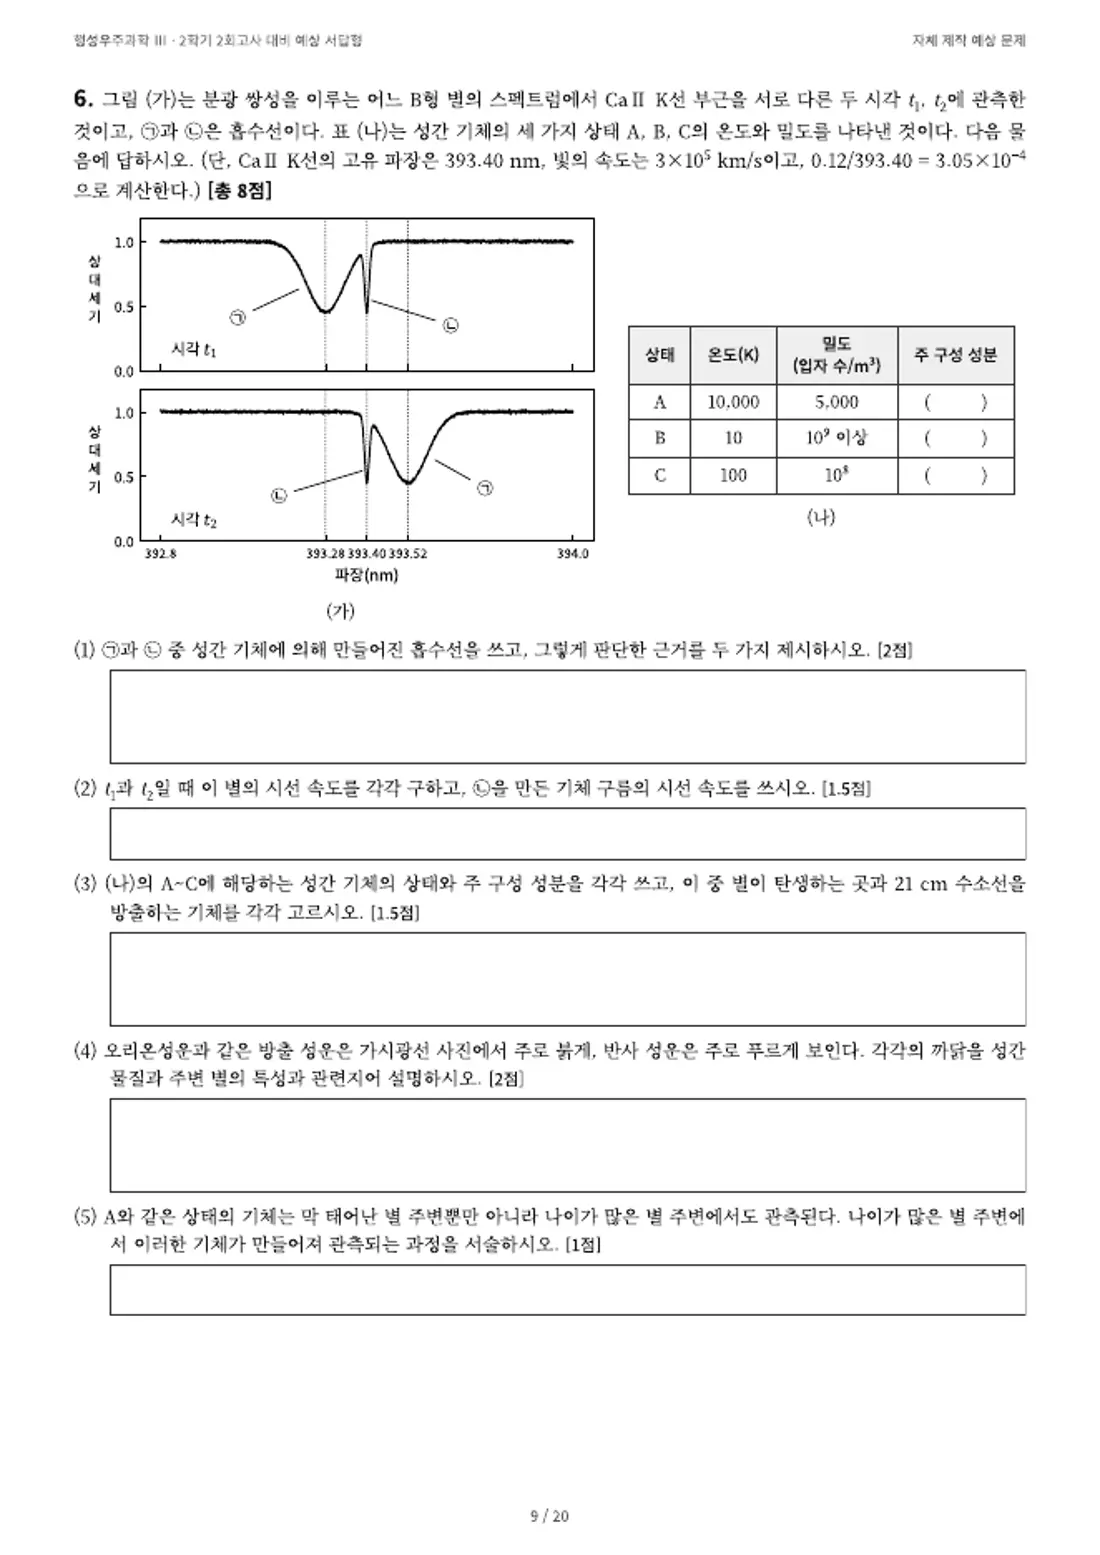 협성우주과학 III · 2학기 2회고사 대비 예상 서답형
자체 제작 예상 문제
6. 그림 (가)는 분광 쌍성을 이루는 어느 B형 별의 스펙트럼에서 CaⅡ K선 부근을 서로 다른 두 시각 t₁, t₂에 관측한
것이고, ㉠과 ㉡은 흡수선이다. 표 (나)는 성간 기체의 세 가지 상태 A, B, C의 온도와 밀도를 나타낸 것이다. 다음 물
음에 답하시오. (단, CaⅡ K선의 고유 파장은 393.40 nm, 빛의 속도는 3×10⁵ km/s이고, 0.12/393.40 = 3.05×10⁻⁴
으로 계산한다.) [총 8점]
상대세기
1.0
0.5
0.0
㉠
㉡
시각 t₁
상대세기
1.0
0.5
0.0
㉡
㉠
시각 t₂
392.8 393.28 393.40 393.52 394.0
파장(nm)
(가)
상태 온도(K) 밀도 (입자 수/m³) 주 구성 성분
A 10,000 5,000 ( )
B 10 10⁹ 이상 ( )
C 100 10⁸ ( )
(나)
(1) ㉠과 ㉡ 중 성간 기체에 의해 만들어진 흡수선을 쓰고, 그렇게 판단한 근거를 두 가지 제시하시오. [2점]
(2) t₁과 t₂일 때 이 별의 시선 속도를 각각 구하고, ㉡을 만든 기체 구름의 시선 속도를 쓰시오. [1.5점]
(3) (나)의 A~C에 해당하는 성간 기체의 상태와 주 구성 성분을 각각 쓰고, 이 중 별이 탄생하는 곳과 21 cm 수소선을
방출하는 기체를 각각 고르시오. [1.5점]
(4) 오리온성운과 같은 방출 성운은 가시광선 사진에서 주로 붉게, 반사 성운은 주로 푸르게 보인다. 각각의 까닭을 성간
물질과 주변 별의 특성과 관련지어 설명하시오. [2점]
(5) A와 같은 상태의 기체는 막 태어난 별 주변뿐만 아니라 나이가 많은 별 주변에서도 관측된다. 나이가 많은 별 주변에
서 이러한 기체가 만들어져 관측되는 과정을 서술하시오. [1점]
9 / 20